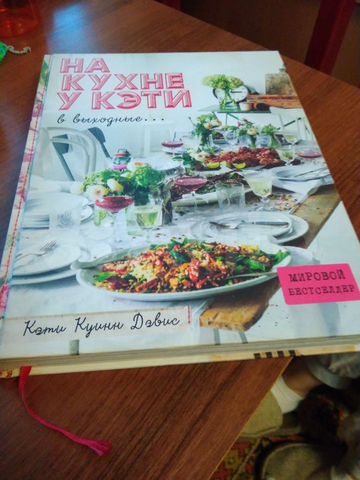 НА
КУХНЕ
У КЭТИ
в выходные...
МИРОВОЙ
БЕСТСЕЛЛЕР
Кэти Куинн Дэвис